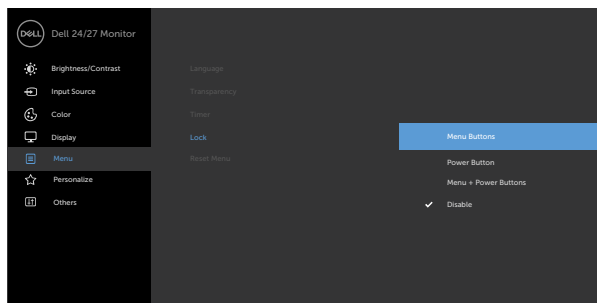 DELL
Dell 24/27 Monitor
Brightness/Contrast
Input Source
Color
Display
Menu
Personalize
Others
Language
Transparency
Timer
Lock
Reset Menu
Menu Buttons
Power Button
Menu + Power Buttons
Disable